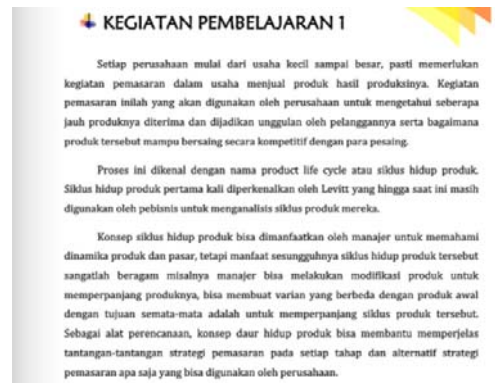 KEGIATAN PEMBELAJARAN 1
Setiap perusahaan mulai dari usaha kecil sampai besar, pasti memerlukan
kegiatan pemasaran dalam usaha menjual produk hasil produksinya. Kegiatan
pemasaran inilah yang akan digunakan oleh perusahaan untuk mengetahui seberapa
jauh produknya diterima dan dijadikan unggulan oleh pelanggannya serta bagaimana
produk tersebut mampu bersaing secara kompetitif dengan para pesaing.
Proses ini dikenal dengan nama product life cycle atau siklus hidup produk.
Siklus hidup produk pertama kali diperkenalkan oleh Levitt yang hingga saat ini masih
digunakan oleh pebisnis untuk menganalisis siklus produk mereka.
Konsep siklus hidup produk bisa dimanfaatkan oleh manajer untuk memahami
dinamika produk dan pasar, tetapi manfaat sesungguhnya siklus hidup produk tersebut
sangatlah beragam misalnya manajer bisa melakukan modifikasi produk untuk
memperpanjang produknya, bisa membuat varian yang berbeda dengan produk awal
dengan tujuan semata-mata adalah untuk memperpanjang siklus produk tersebut.
Sebagai alat perencanaan, konsep daur hidup produk bisa membantu memperjelas
tantangan-tantangan strategi pemasaran pada setiap tahap dan alternatif strategi
pemasaran apa saja yang bisa digunakan oleh perusahaan.